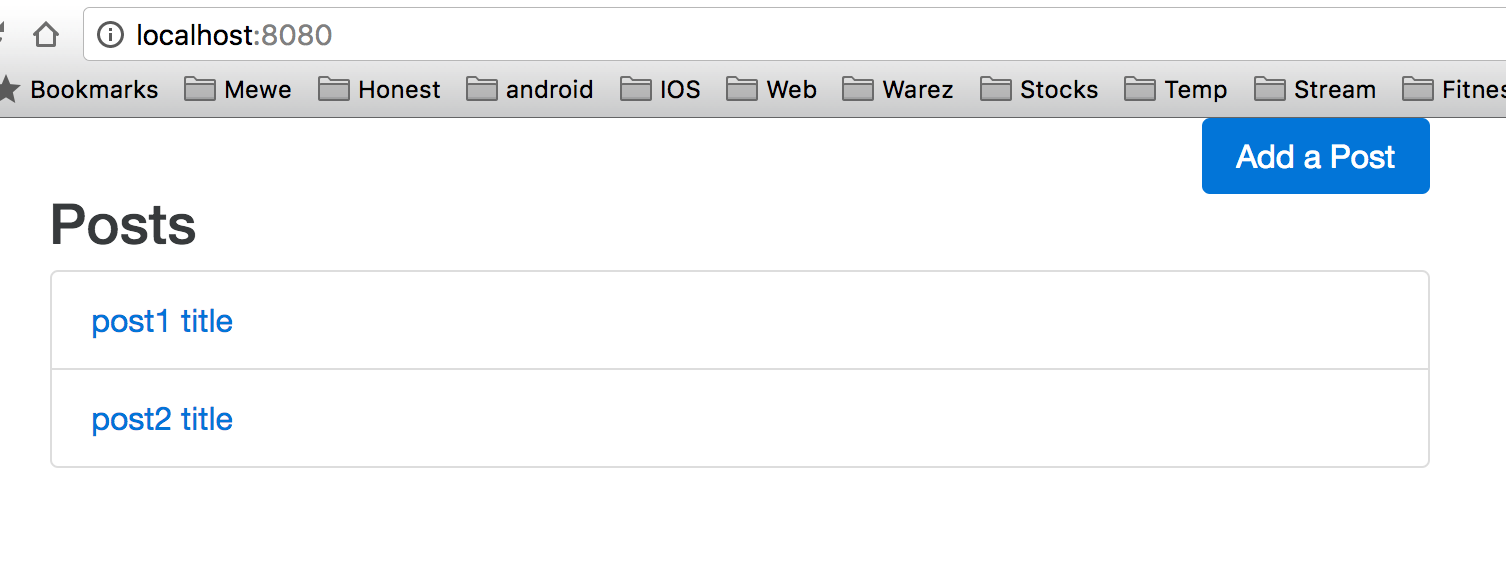 localhost:8080
Bookmarks Mewe Honest android IOS Web Warez Stocks Temp Stream Fitnes
Add a Post
Posts
post1 title
post2 title